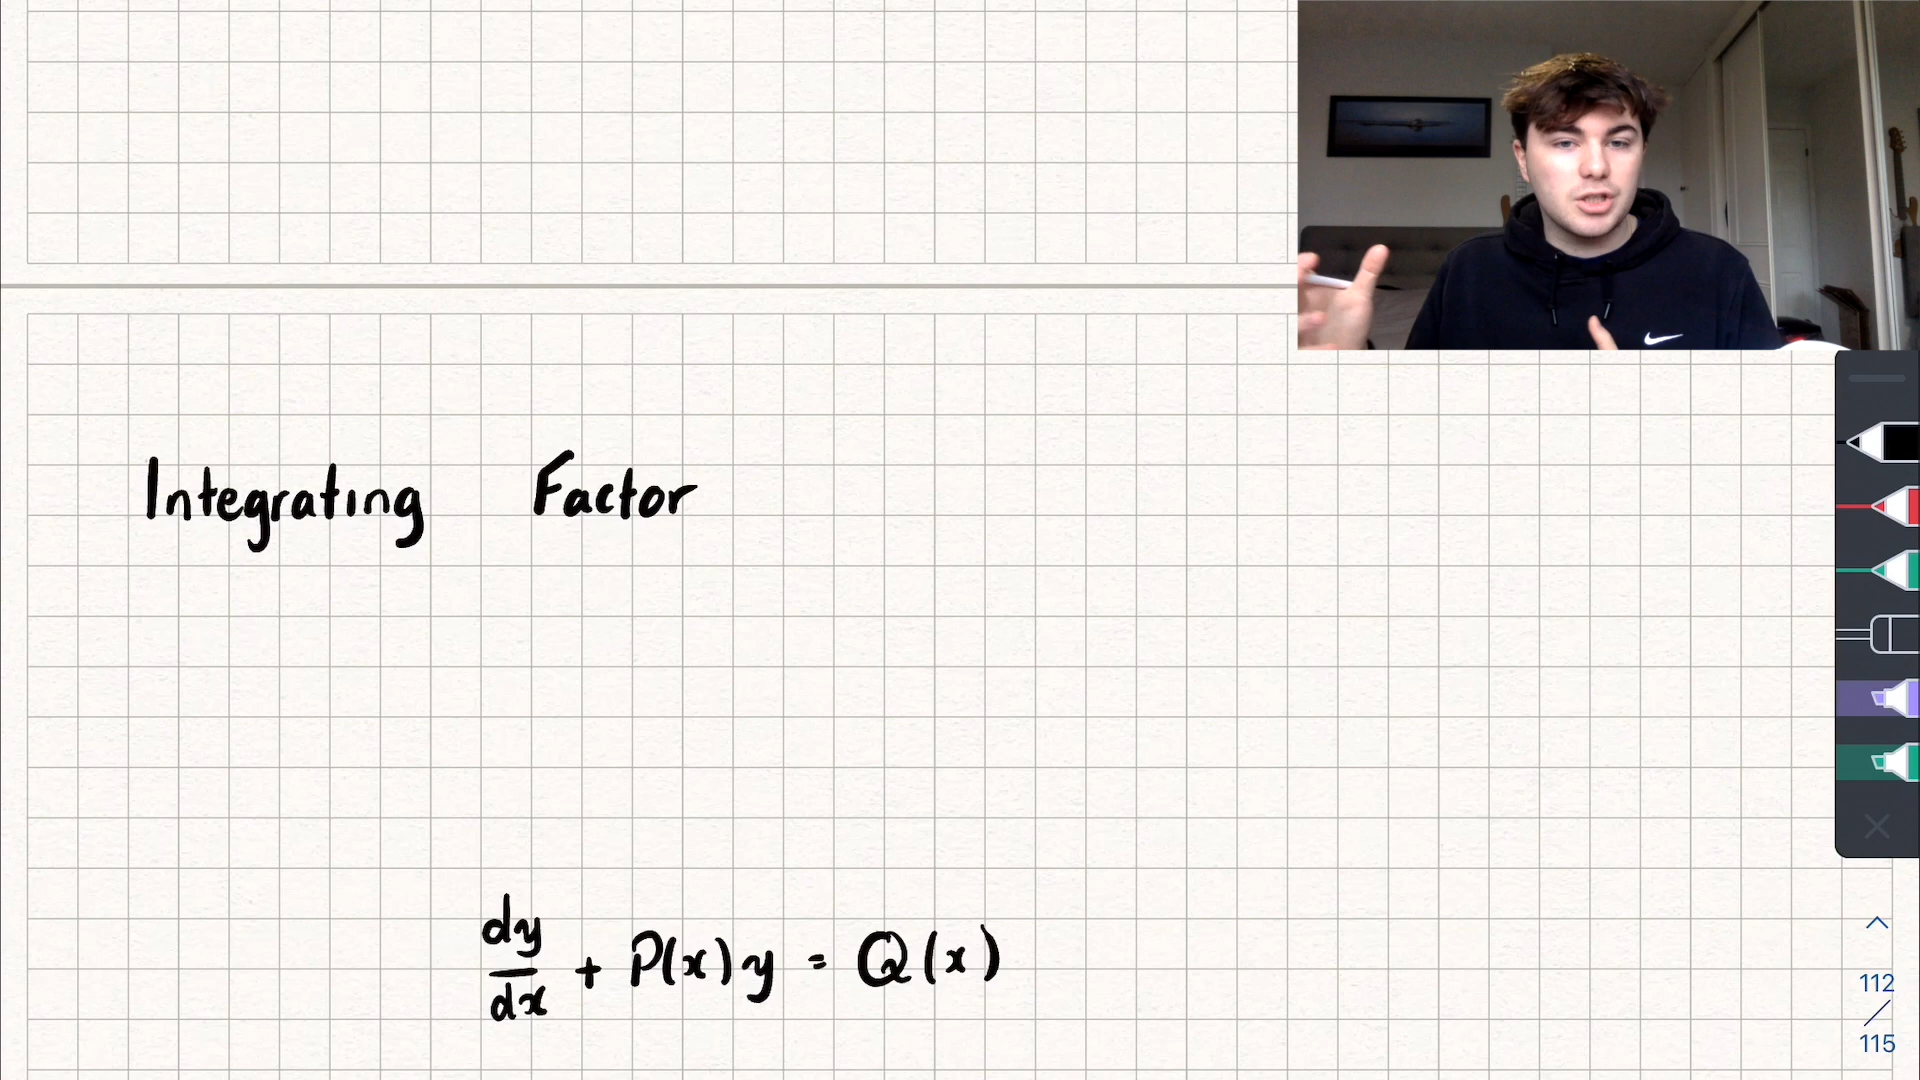 Integrating Factor
dy/dx + P(x)y = Q(x)
112
/
115